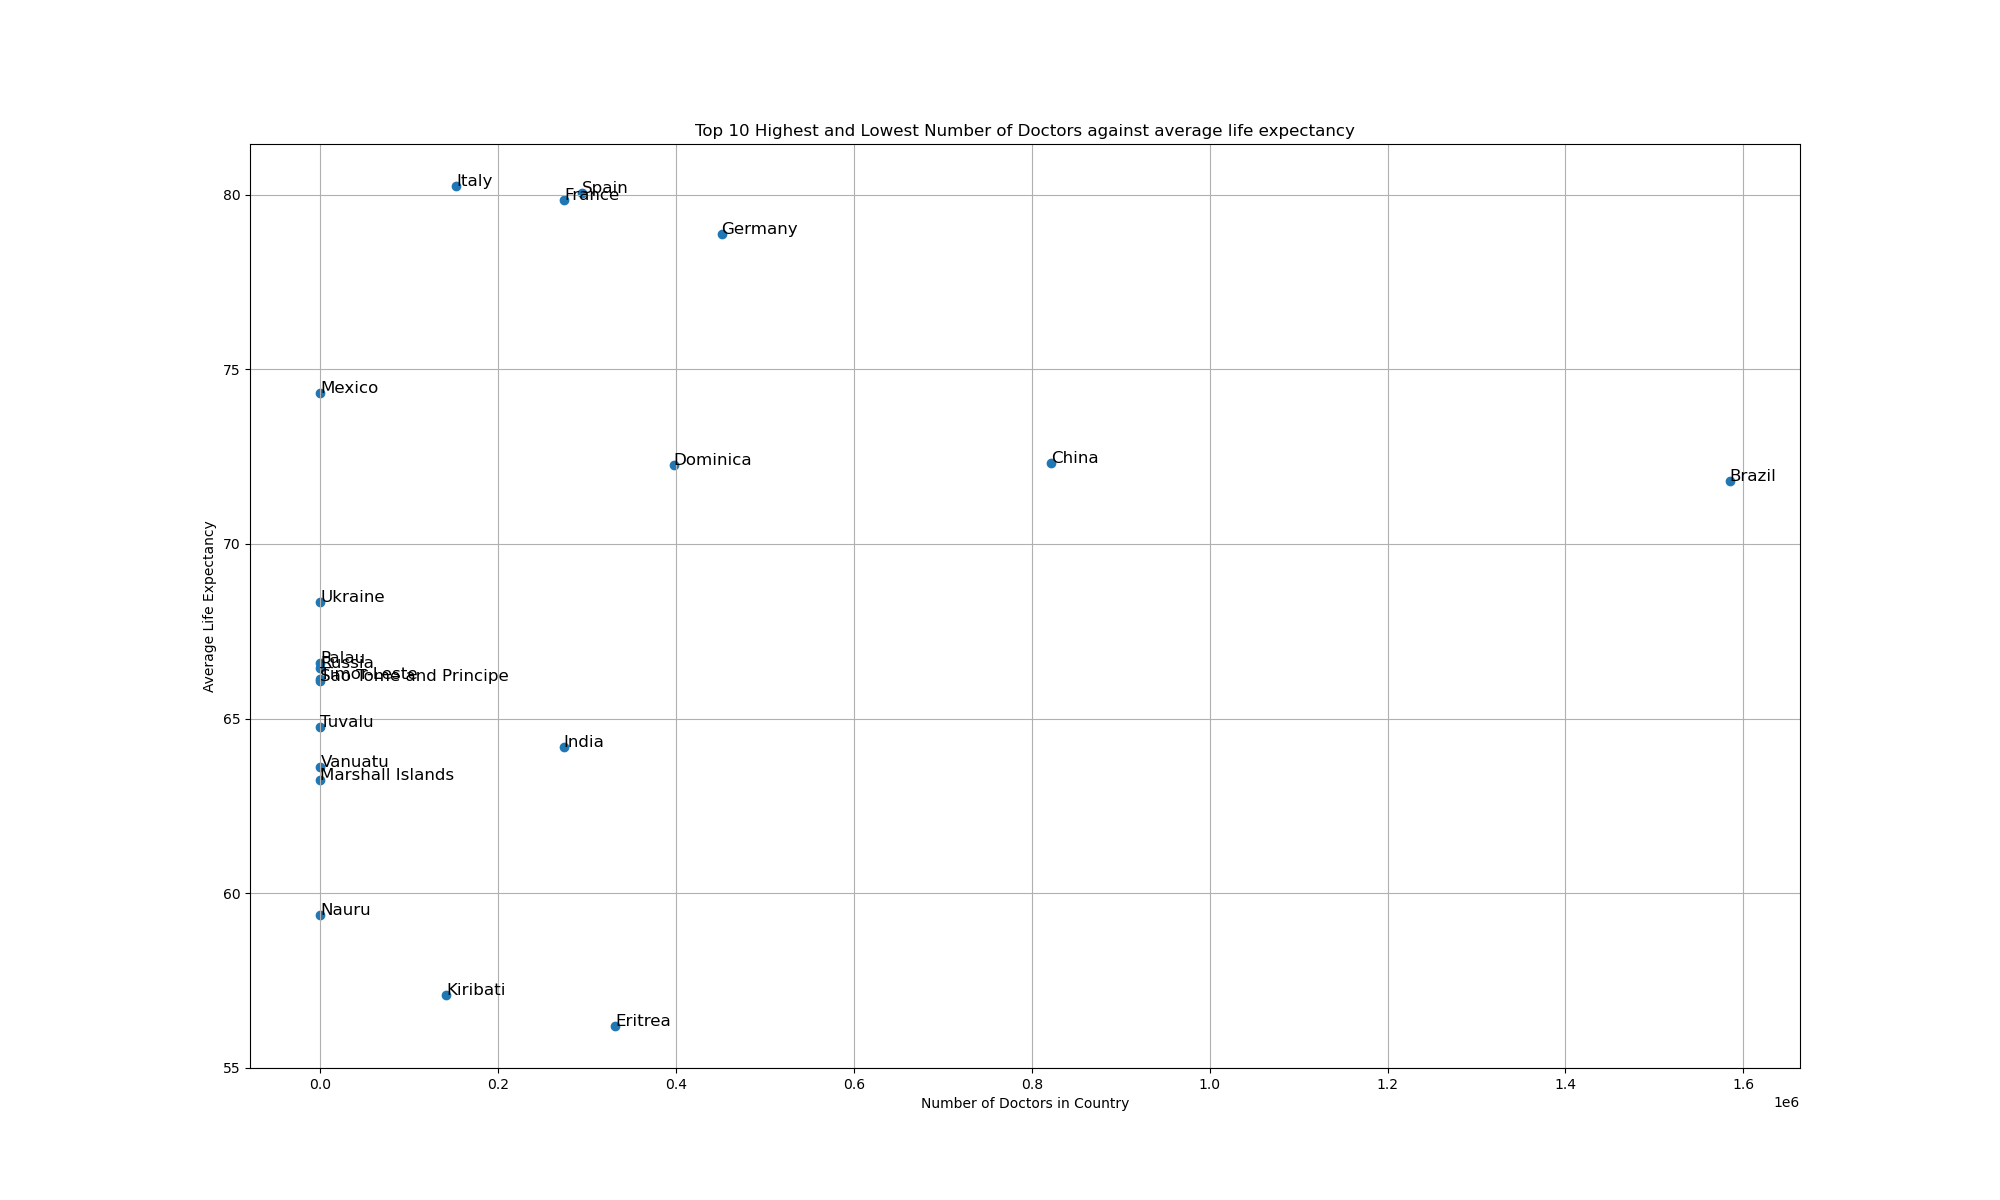 Top 10 Highest and Lowest Number of Doctors against average life expectancy
Italy
Spain
France
80
Germany
75
Mexico
China
Dominica
Brazil
70
Average Life Expectancy
Ukraine
Palau
Russia
Timor-Leste
Sao Tome and Principe
65
Tuvalu
India
Vanuatu
Marshall Islands
60
Nauru
Kiribati
Eritrea
55
0.0 0.2 0.4 0.6 0.8 1.0 1.2 1.4 1.6
Number of Doctors in Country
1e6